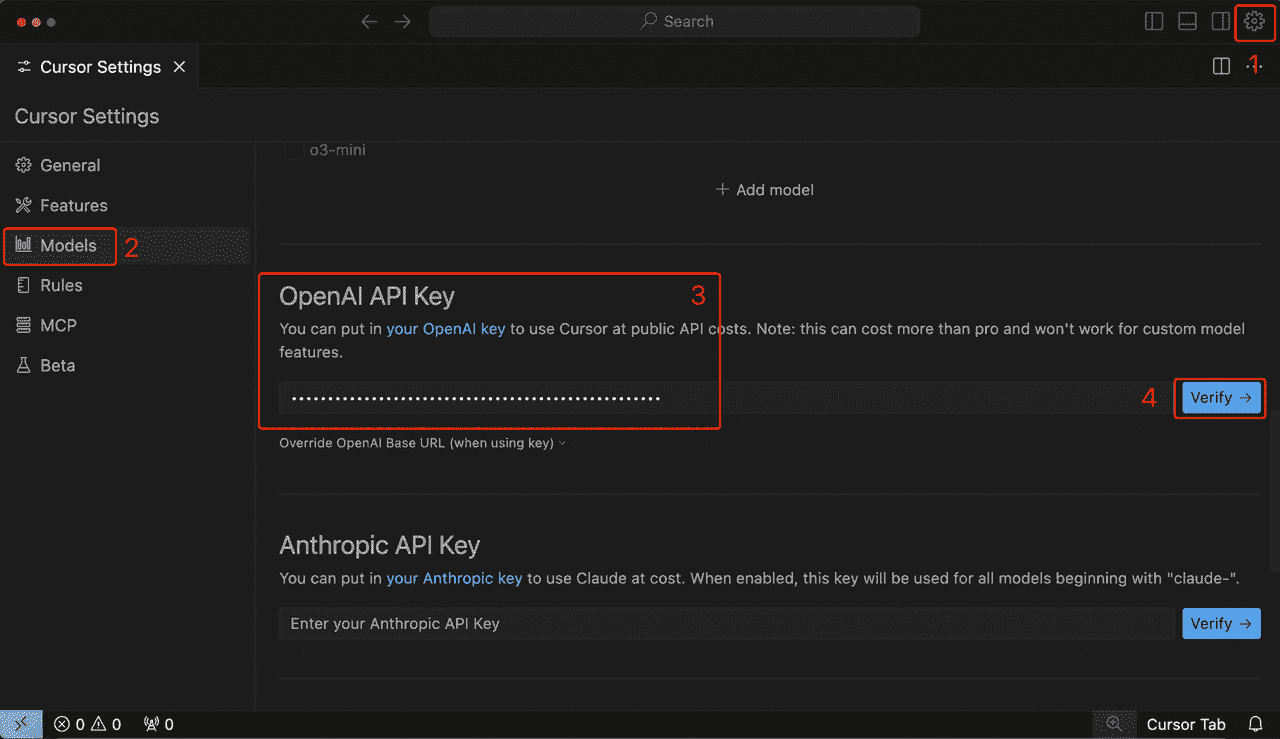 Search
1
Cursor Settings
Cursor Settings
General
Features
Models 2
Rules
MCP
Beta
o3-mini
+ Add model
OpenAI API Key 3
You can put in your OpenAI key to use Cursor at public API costs. Note: this can cost more than pro and won't work for custom model
features.
••••••••••••••••••••••••••••••••••••••••••••••••••• 4 Verify →
Override OpenAI Base URL (when using key)
Anthropic API Key
You can put in your Anthropic key to use Claude at cost. When enabled, this key will be used for all models beginning with "claude-".
Enter your Anthropic API Key Verify →
0 0 0 Cursor Tab